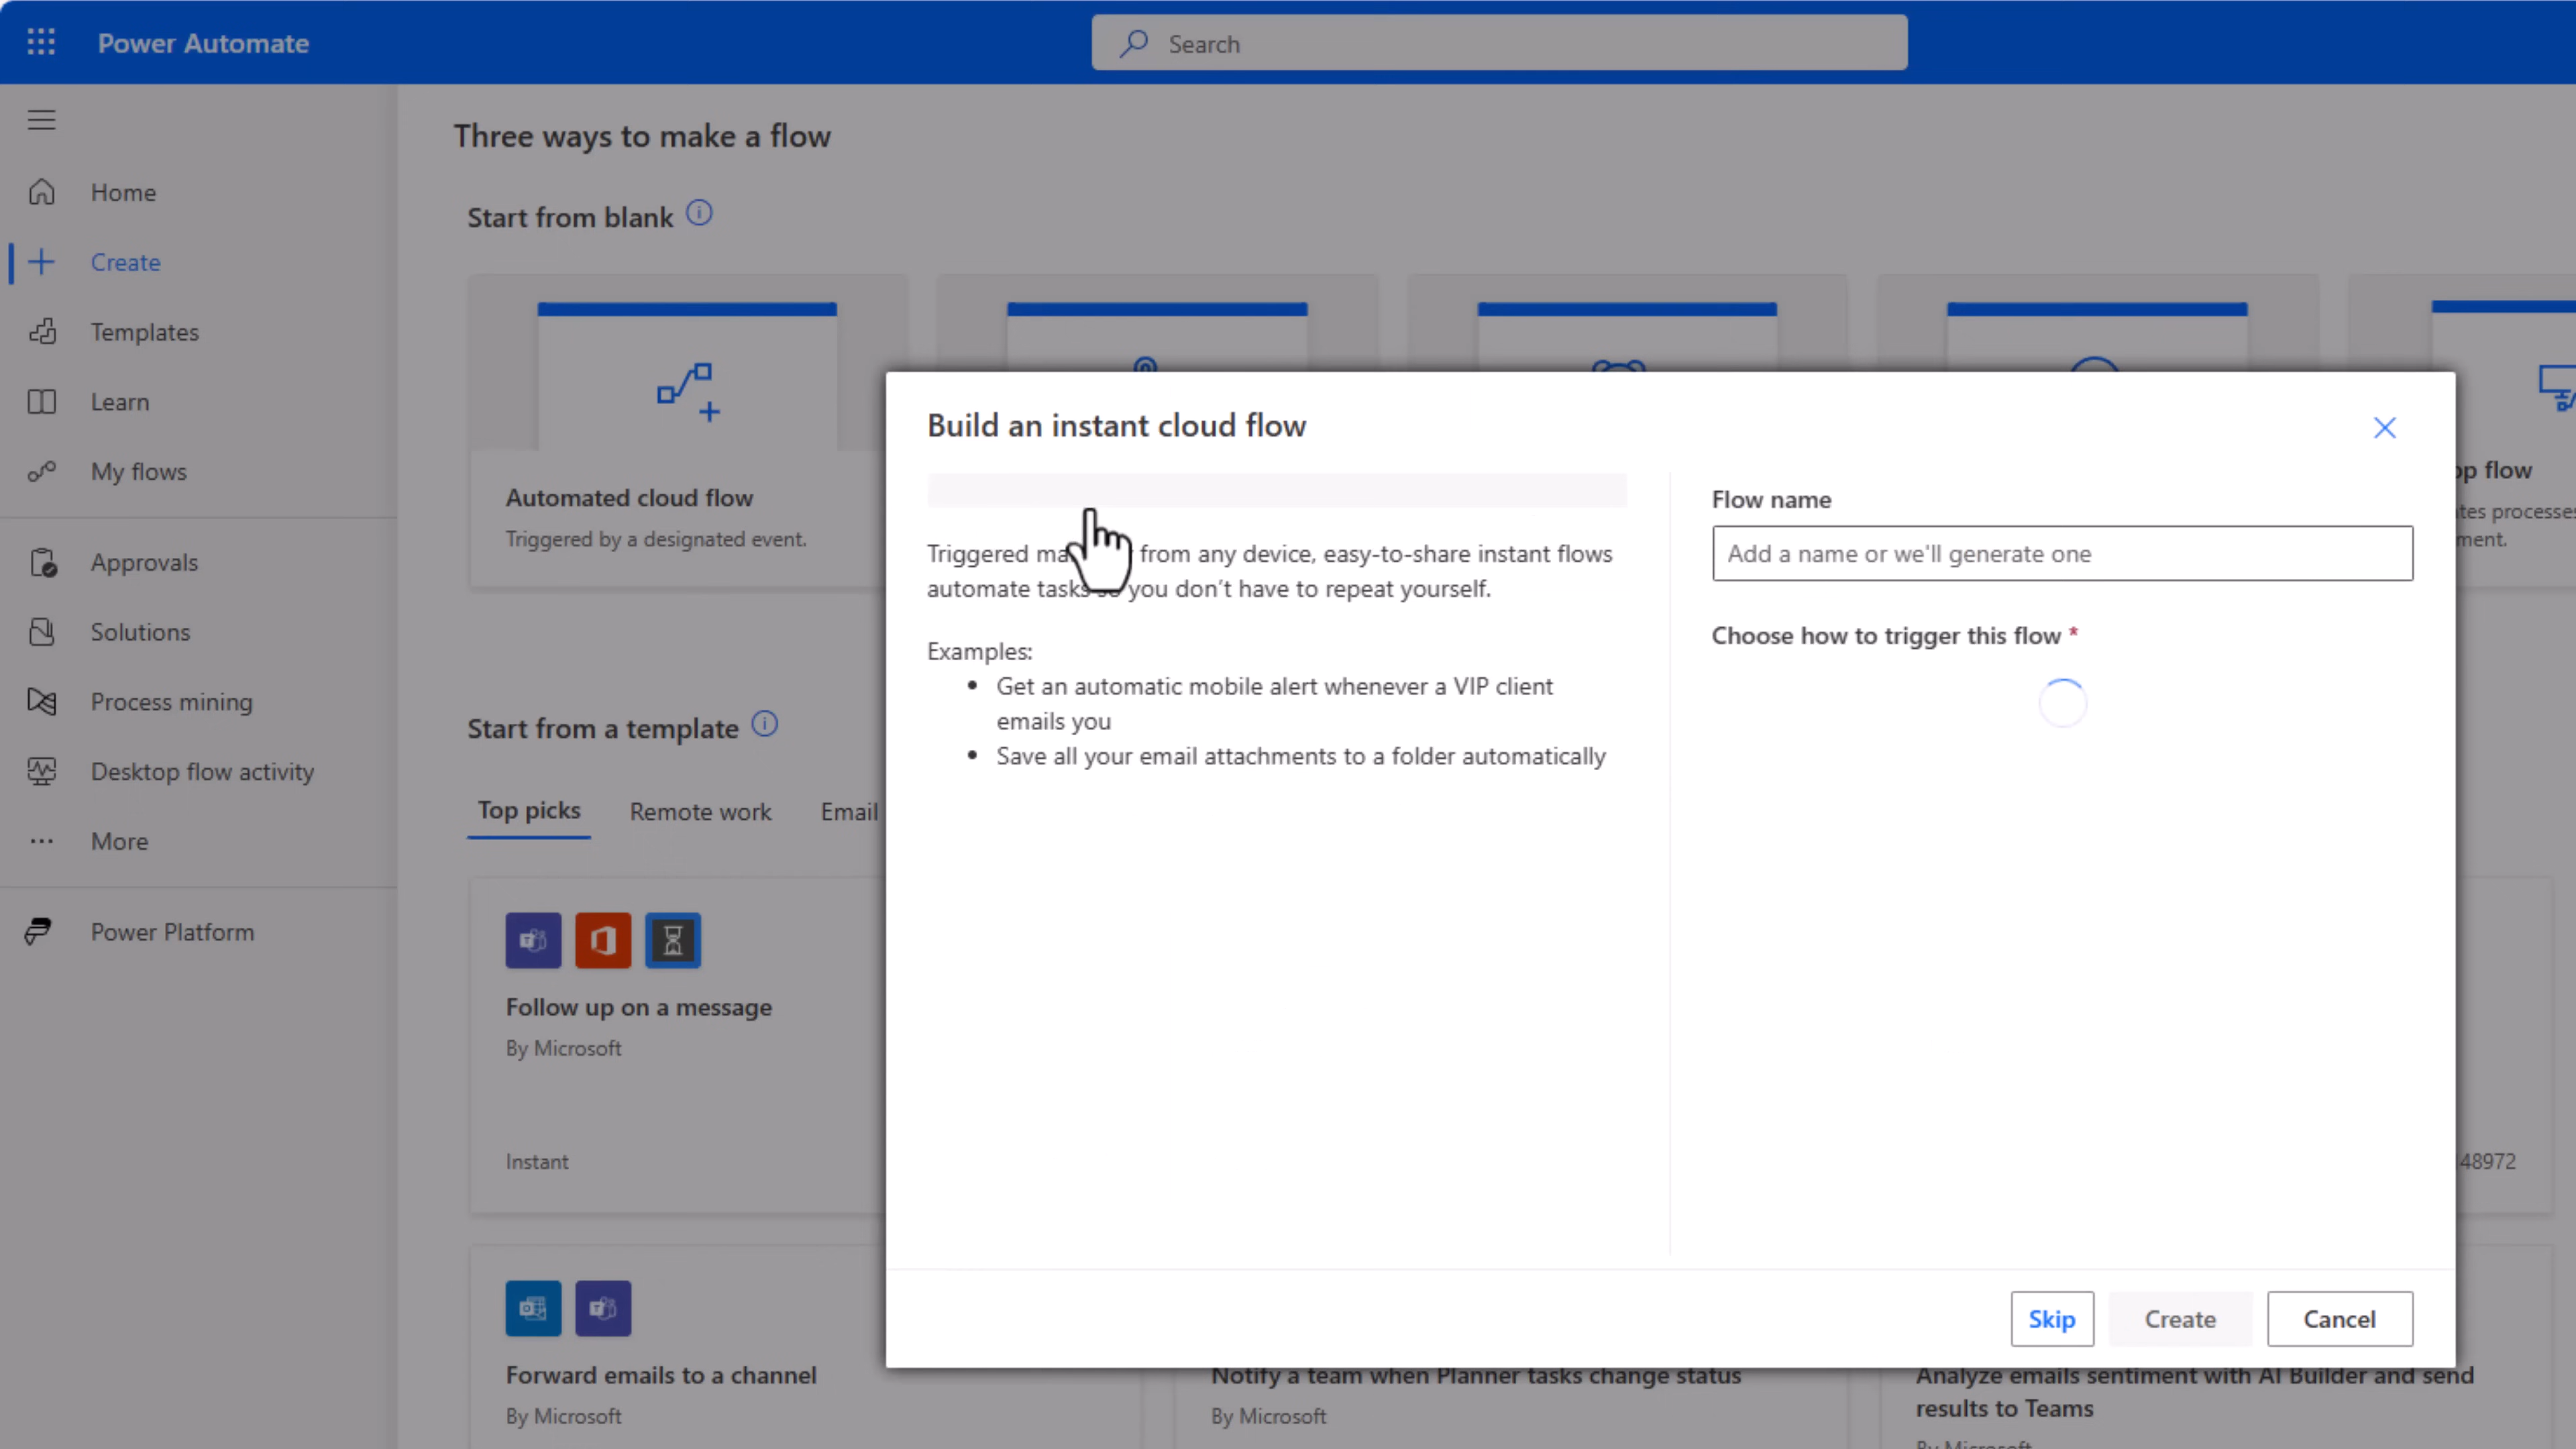 Power Automate
Search
Home
Create
Templates
Learn
My flows
Approvals
Solutions
Process mining
Desktop flow activity
More
Power Platform
Three ways to make a flow
Start from blank
Automated cloud flow
Triggered by a designated event.
op flow
processes
ment.
Build an instant cloud flow
Triggered from any device, easy-to-share instant flows
automate tasks you don't have to repeat yourself.
Examples:
• Get an automatic mobile alert whenever a VIP client
emails you
• Save all your email attachments to a folder automatically
Flow name
Add a name or we'll generate one
Choose how to trigger this flow *
Skip
Create
Cancel
Start from a template
Top picks
Remote work
Email
Follow up on a message
By Microsoft
Instant
48972
Forward emails to a channel
By Microsoft
Notify a team when Planner tasks change status
By Microsoft
Analyze emails sentiment with AI Builder and send
results to Teams
By Microsoft